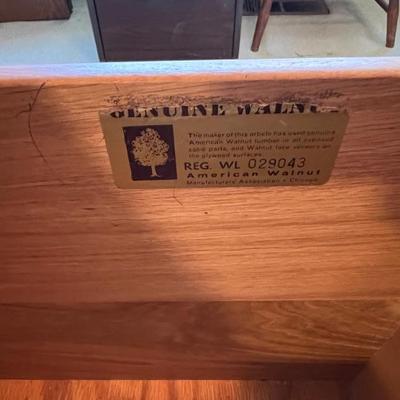 GENUINE WALNUT
The maker of this article has used genuine
American Walnut lumber in all exposed
solid parts, and Walnut face veneers on
the plywood surfaces.
REG. WL 029043
American Walnut
Manufacturers' Association • Chicago